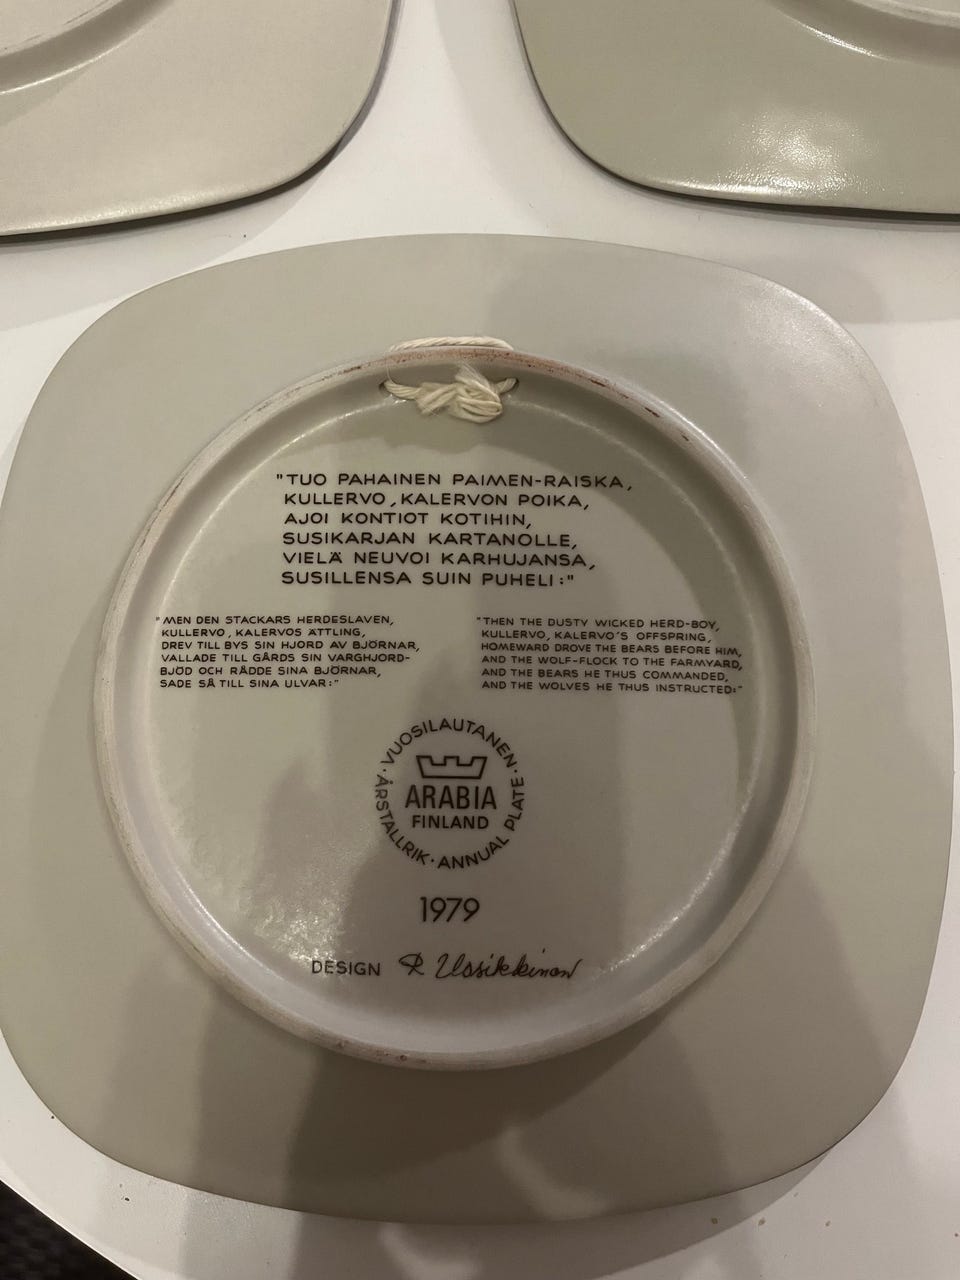 "TUO PAHAINEN PAIMEN-RAISKA,
KULLERVO, KALERVON POIKA,
AJOI KONTIOT KOTIHIN,
SUSIKARJAN KARTANOLLE,
VIELÄ NEUVOI KARHUJANSA,
SUSILLENSA SUIN PUHELI:"
"MEN DEN STACKARS HERDESLAVEN,
KULLERVO, KALERVOS ÄTTLING,
DREV TILL BYS SIN HJORD AV BJÖRNAR,
VALLADE TILL GÅRDS SIN VARGHJORD-
BJÖD OCH RÅDDE SINA BJÖRNAR,
SADE SÅ TILL SINA ULVAR:"
"THEN THE DUSTY WICKED HERD-BOY,
KULLERVO, KALERVO'S OFFSPRING,
HOMEWARD DROVE THE BEARS BEFORE HIM,
AND THE WOLF-FLOCK TO THE FARMYARD,
AND THE BEARS HE THUS COMMANDED,
AND THE WOLVES HE THUS INSTRUCTED:"
· VUOSILAUTANEN · ANNUAL PLATE · ÅRSTALLRIK
ARABIA
FINLAND
1979
DESIGN R Uosikkinen